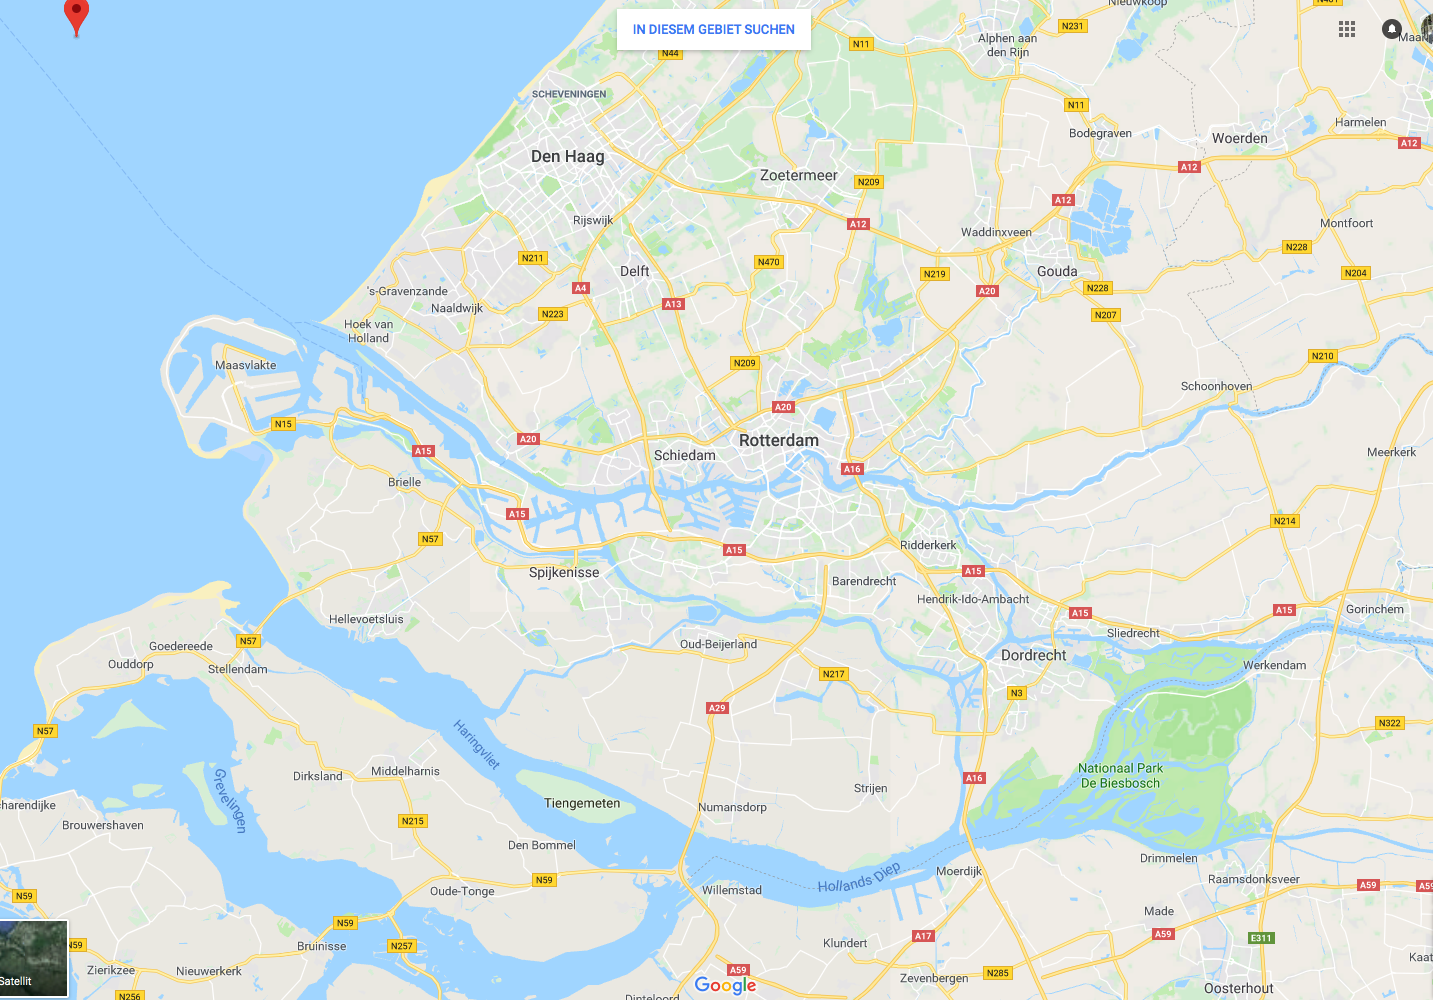 Nieuwkoop
N231
IN DIESEM GEBIET SUCHEN
N11
Alphen aan
den Rijn
N44
SCHEVENINGEN
N11
Harmelen
Bodegraven
Woerden
A12
Den Haag
A12
Zoetermeer
N209
A12
Rijswijk
A12
Montfoort
Waddinxveen
N228
N211
N470
Delft
Gouda
N219
N204
A4
's-Gravenzande
A20
N228
Naaldwijk
A13
N223
N207
Hoek van
Holland
N210
Maasvlakte
N209
Schoonhoven
A20
N15
A20
Rotterdam
A15
Schiedam
Meerkerk
A16
Brielle
A15
N214
N57
Ridderkerk
A15
Spijkenisse
A15
Barendrecht
Hendrik-Ido-Ambacht
A15
A15
Gorinchem
Hellevoetsluis
Sliedrecht
N57
Goedereede
Oud-Beijerland
Dordrecht
Ouddorp
Stellendam
Werkendam
N217
N3
A29
N57
N322
Haringvliet
Nationaal Park
De Biesbosch
Dirksland
Middelharnis
A16
Grevelingen
Strijen
Tiengemeten
Numansdorp
charendijke
Brouwershaven
N215
Den Bommel
Drimmelen
Moerdijk
Hollands Diep
N59
Raamsdonksveer
A59
Oude-Tonge
Willemstad
N59
Made
N59
A17
A59
E311
N59
Bruinisse
N257
Klundert
Zierikzee
Nieuwerkerk
A59
N285
Zevenbergen
Satellit
Google
Oosterhout
N256
Dinteloord